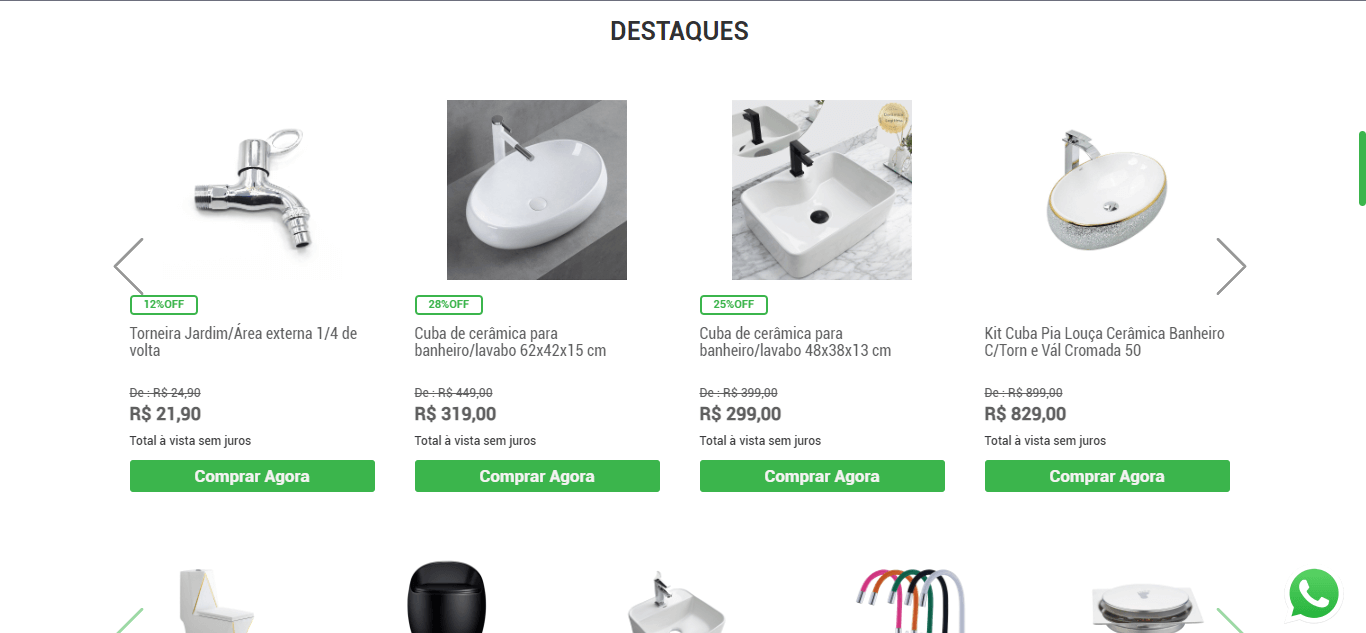 DESTAQUES
12%OFF
28%OFF
25%OFF
Torneira Jardim/Área externa 1/4 de
volta
Cuba de cerâmica para
banheiro/lavabo 62x42x15 cm
Cuba de cerâmica para
banheiro/lavabo 48x38x13 cm
Kit Cuba Pia Louça Cerâmica Banheiro
C/Torn e Vál Cromada 50
De : R$ 24,90
R$ 21,90
Total à vista sem juros
Comprar Agora
De : R$ 449,00
R$ 319,00
Total à vista sem juros
Comprar Agora
De : R$ 399,00
R$ 299,00
Total à vista sem juros
Comprar Agora
De : R$ 899,00
R$ 829,00
Total à vista sem juros
Comprar Agora